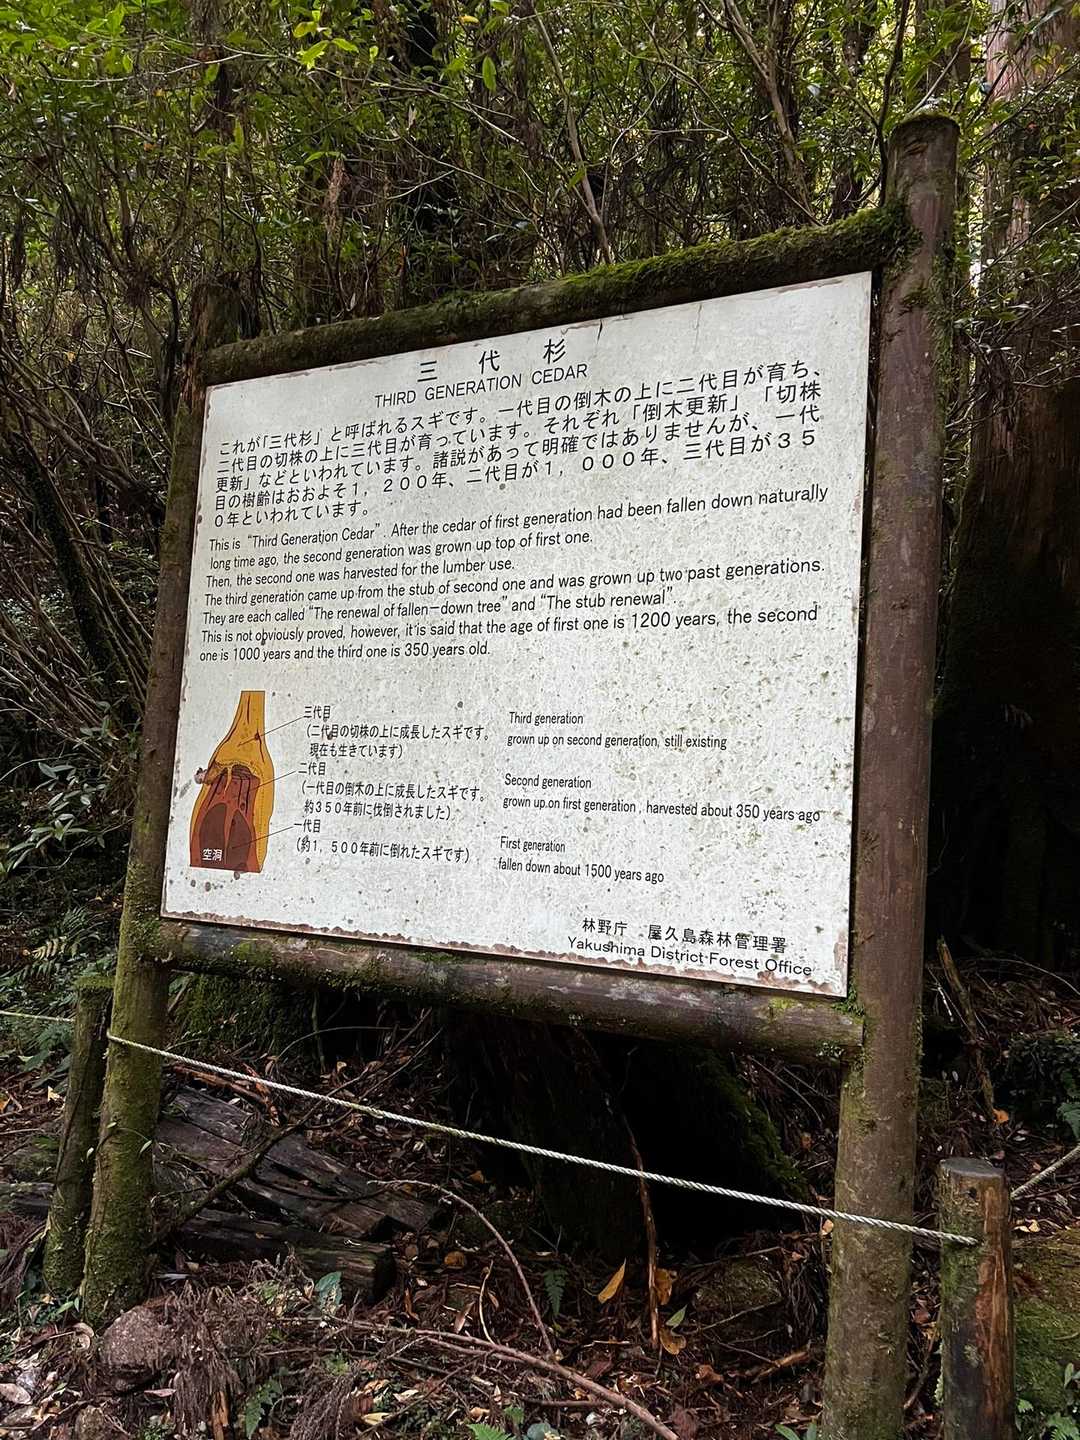 三代杉
THIRD GENERATION CEDAR
これが「三代杉」と呼ばれるスギです。一代目の倒木の上に二代目が育ち、
二代目の切株の上に三代目が育っています。それぞれ「倒木更新」「切株
更新」などといわれています。諸説があって明確ではありませんが、一代
目の樹齢はおおよそ1,200年、二代目が1,000年、三代目が35
0年といわれています。
This is “Third Generation Cedar”. After the cedar of first generation had been fallen down naturally
long time ago, the second generation was grown up top of first one.
Then, the second one was harvested for the lumber use.
The third generation came up from the stub of second one and was grown up two past generations.
They are each called “The renewal of fallen-down tree” and “The stub renewal”.
This is not obviously proved, however, it is said that the age of first one is 1200 years, the second
one is 1000 years and the third one is 350 years old.
三代目
(二代目の切株の上に成長したスギです。
現在も生きています)
二代目
(一代目の倒木の上に成長したスギです。
約350年前に伐倒されました)
一代目
(約1,500年前に倒れたスギです)
空洞
Third generation
grown up on second generation, still existing
Second generation
grown up on first generation , harvested about 350 years ago
First generation
fallen down about 1500 years ago
林野庁 屋久島森林管理署
Yakushima District Forest Office